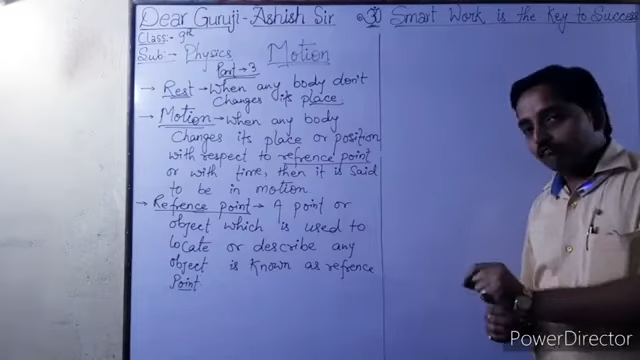 Dear Guruji - Ashish Sir ③ Smart Work is the Key to Success
Class:- 9th
Sub:- Physics Motion
Part → 3
→ Rest → When any body don't
Changes its place
→ Motion → When any body
Changes its place or position
with respect to refrence point
or with time, then it is said
to be in motion
→ Refrence point → A point or
object which is used to
locate or describe any
object is known as refrence
Point
PowerDirector